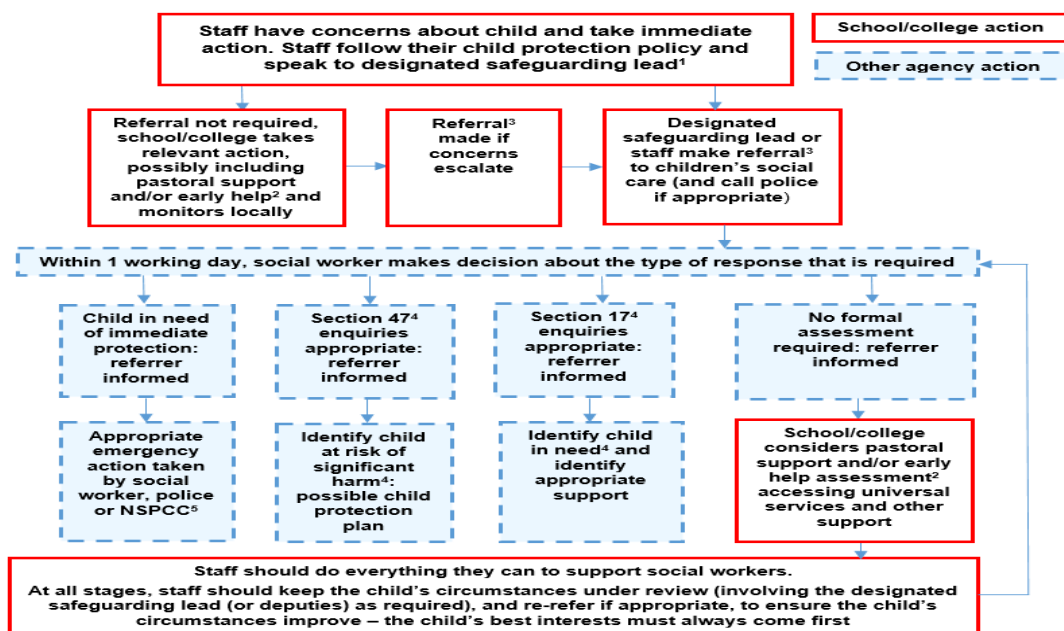 Staff have concerns about child and take immediate
action. Staff follow their child protection policy and
speak to designated safeguarding lead¹
School/college action
Other agency action
Referral not required,
school/college takes
relevant action,
possibly including
pastoral support
and/or early help² and
monitors locally
Referral³
made if
concerns
escalate
Designated
safeguarding lead or
staff make referral³
to children's social
care (and call police
if appropriate)
Within 1 working day, social worker makes decision about the type of response that is required
Child in need
of immediate
protection:
referrer
informed
Section 47⁴
enquiries
appropriate:
referrer
informed
Section 17⁴
enquiries
appropriate:
referrer
informed
No formal
assessment
required: referrer
informed
Appropriate
emergency
action taken
by social
worker, police
or NSPCC⁵
Identify child
at risk of
significant
harm⁴:
possible child
protection
plan
Identify child
in need⁴ and
identify
appropriate
support
School/college
considers pastoral
support and/or early
help assessment²
accessing universal
services and other
support
Staff should do everything they can to support social workers.
At all stages, staff should keep the child's circumstances under review (involving the designated
safeguarding lead (or deputies) as required), and re-refer if appropriate, to ensure the child's
circumstances improve – the child's best interests must always come first